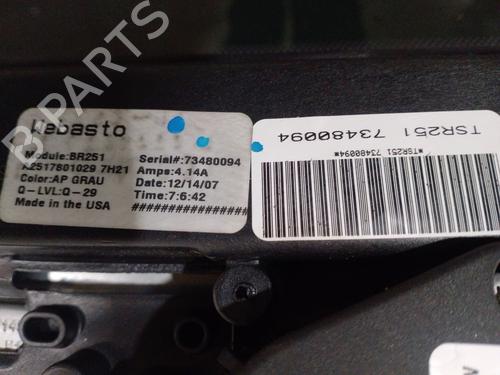 Webasto
Module:BR251
A2517801029 7H21
Color:AP GRAU
Q-LVL:Q-29
Made in the USA
Serial#:73480094
Amps:4.14A
Date:12/14/07
Time:7:6:42
######################
TSR251 73480094
*TSR251 73480094*
B-PARTS